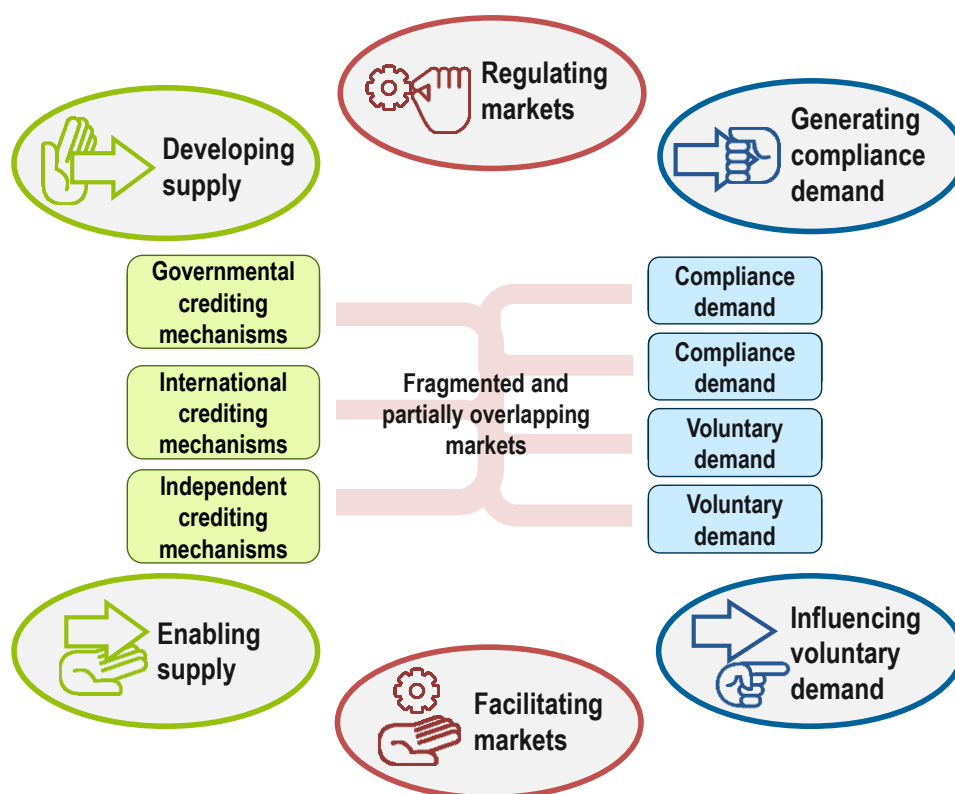 Regulating
markets
Developing
supply
Generating
compliance
demand
Governmental
crediting
mechanisms
International
crediting
mechanisms
Independent
crediting
mechanisms
Fragmented and
partially overlapping
markets
Compliance
demand
Compliance
demand
Voluntary
demand
Voluntary
demand
Enabling
supply
Facilitating
markets
Influencing
voluntary
demand